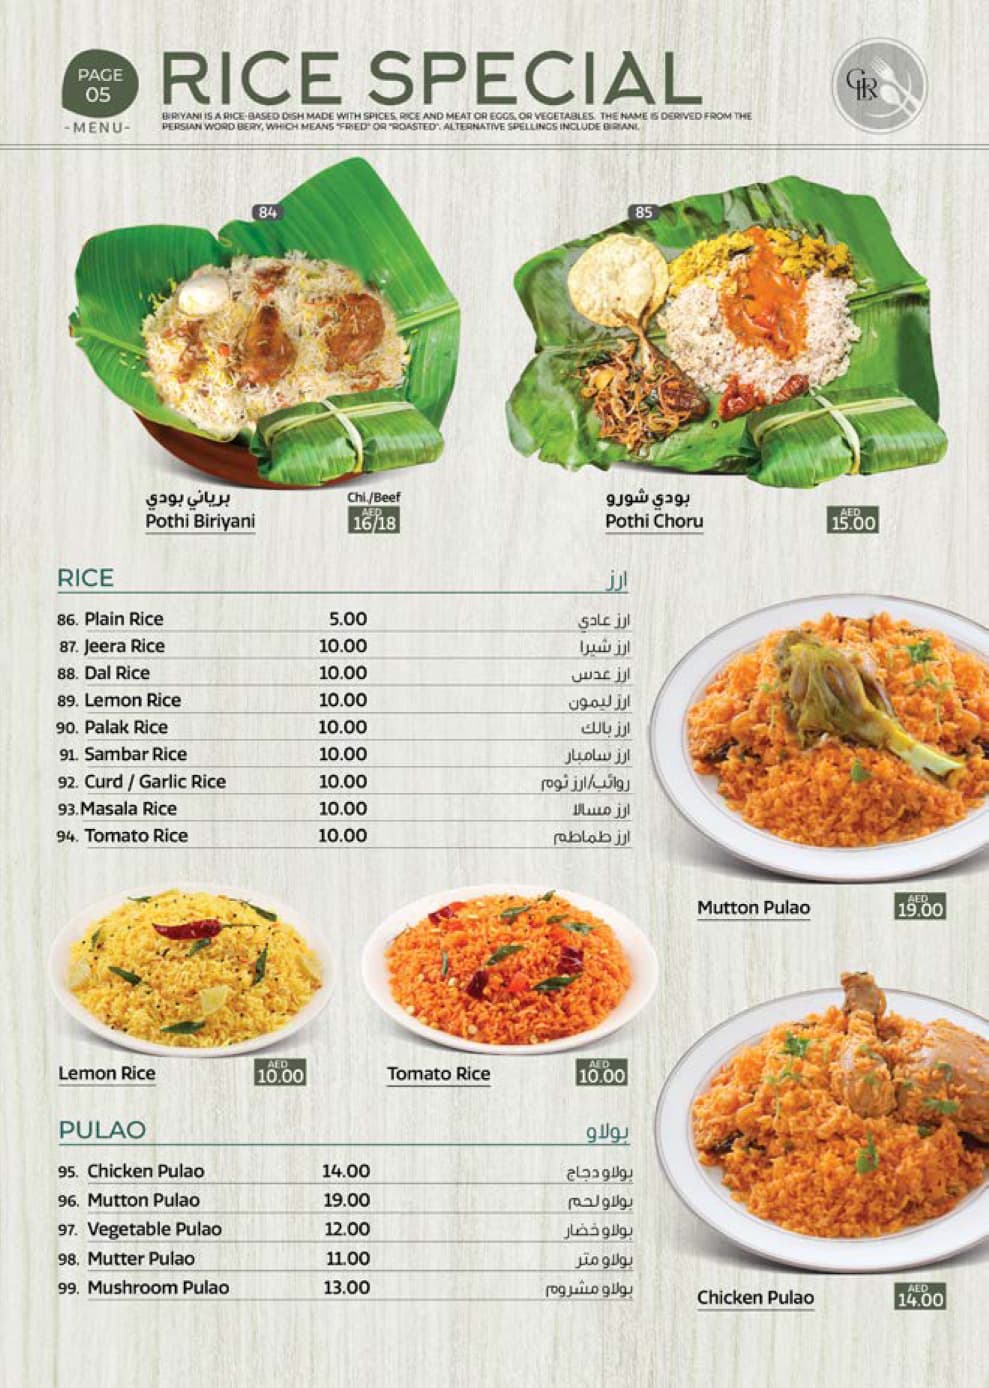 PAGE
05
-MENU-
RICE SPECIAL
BIRIYANI IS A RICE-BASED DISH MADE WITH SPICES, RICE AND MEAT OR EGGS, OR VEGETABLES. THE NAME IS DERIVED FROM THE
PERSIAN WORD BERY, WHICH MEANS "FRIED" OR "ROASTED". ALTERNATIVE SPELLINGS INCLUDE BIRIANI.
84
85
برياني بودي
Pothi Biriyani
Chi./Beef
AED
16/18
بودي شورو
Pothi Choru
AED
15.00
RICE ارز
86. Plain Rice 5.00 ارز عادي
87. Jeera Rice 10.00 ارز شيرا
88. Dal Rice 10.00 ارز عدس
89. Lemon Rice 10.00 ارز ليمون
90. Palak Rice 10.00 ارز بالك
91. Sambar Rice 10.00 ارز سامبار
92. Curd / Garlic Rice 10.00 روائب/ارز ثوم
93. Masala Rice 10.00 ارز مسالا
94. Tomato Rice 10.00 ارز طماطم
Mutton Pulao
AED
19.00
Lemon Rice
AED
10.00
Tomato Rice
AED
10.00
PULAO بولاو
95. Chicken Pulao 14.00 بولاو دجاج
96. Mutton Pulao 19.00 بولاو لحم
97. Vegetable Pulao 12.00 بولاو خضار
98. Mutter Pulao 11.00 بولاو متر
99. Mushroom Pulao 13.00 بولاو مشروم
Chicken Pulao
AED
14.00